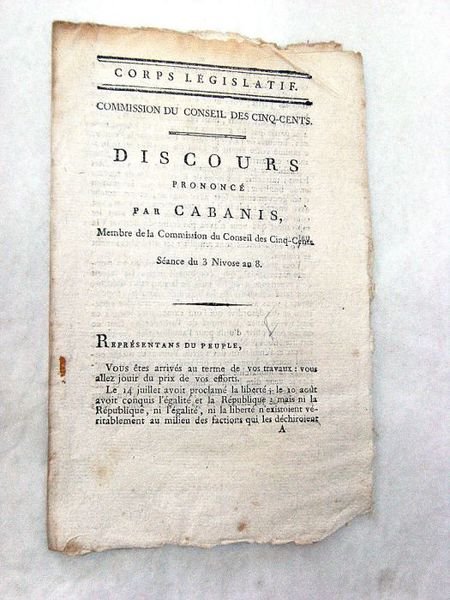 CORPS LÉGISLATIF.
COMMISSION DU CONSEIL DES CINQ-CENTS.
DISCOURS
PRONONCÉ
PAR CABANIS,
Membre de la Commission du Conseil des Cinq-Cents.
Séance du 3 Nivose an 8.
REPRÉSENTANS DU PEUPLE,
VOUS êtes arrivés au terme de vos travaux : vous
allez jouir du prix de vos efforts.
Le 14 juillet avoit proclamé la liberté ; le 10 août
avoit conquis l'égalité et la République : mais ni la
République, ni l'égalité, ni la liberté n'existoient vé-
ritablement au milieu des factions qui les déchiroient
A